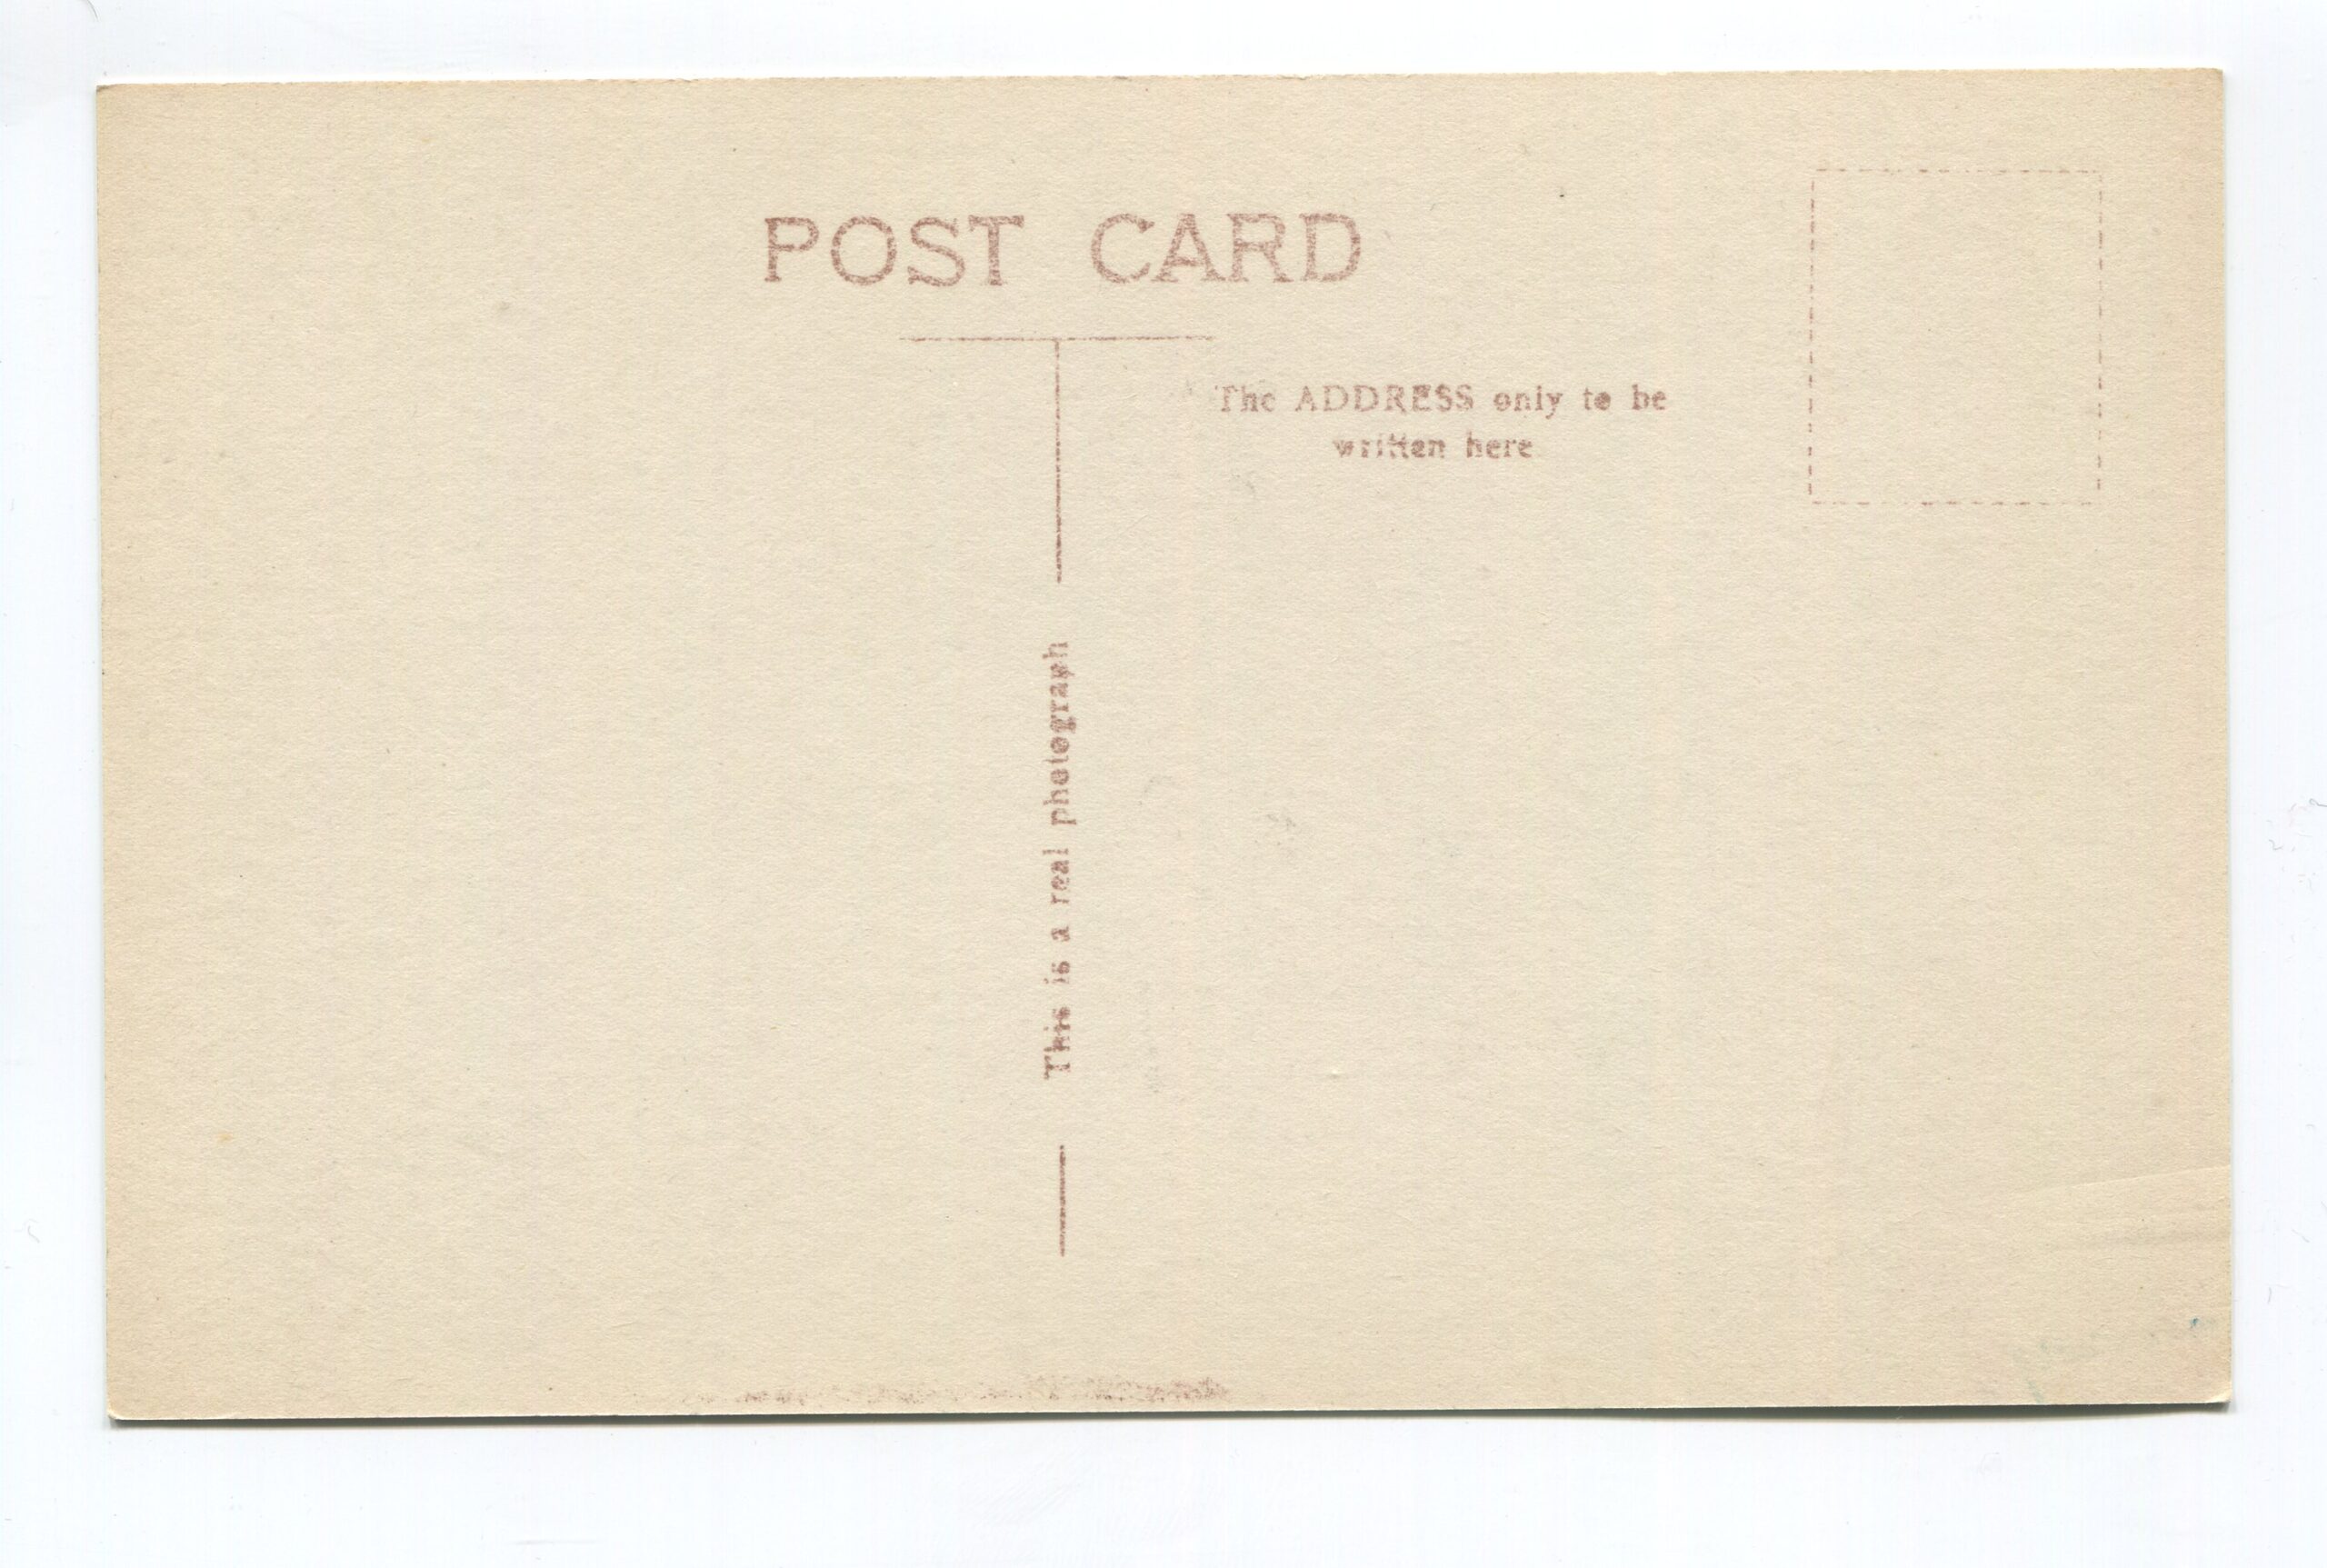 POST CARD
The ADDRESS only to be
written here
This is a real photograph